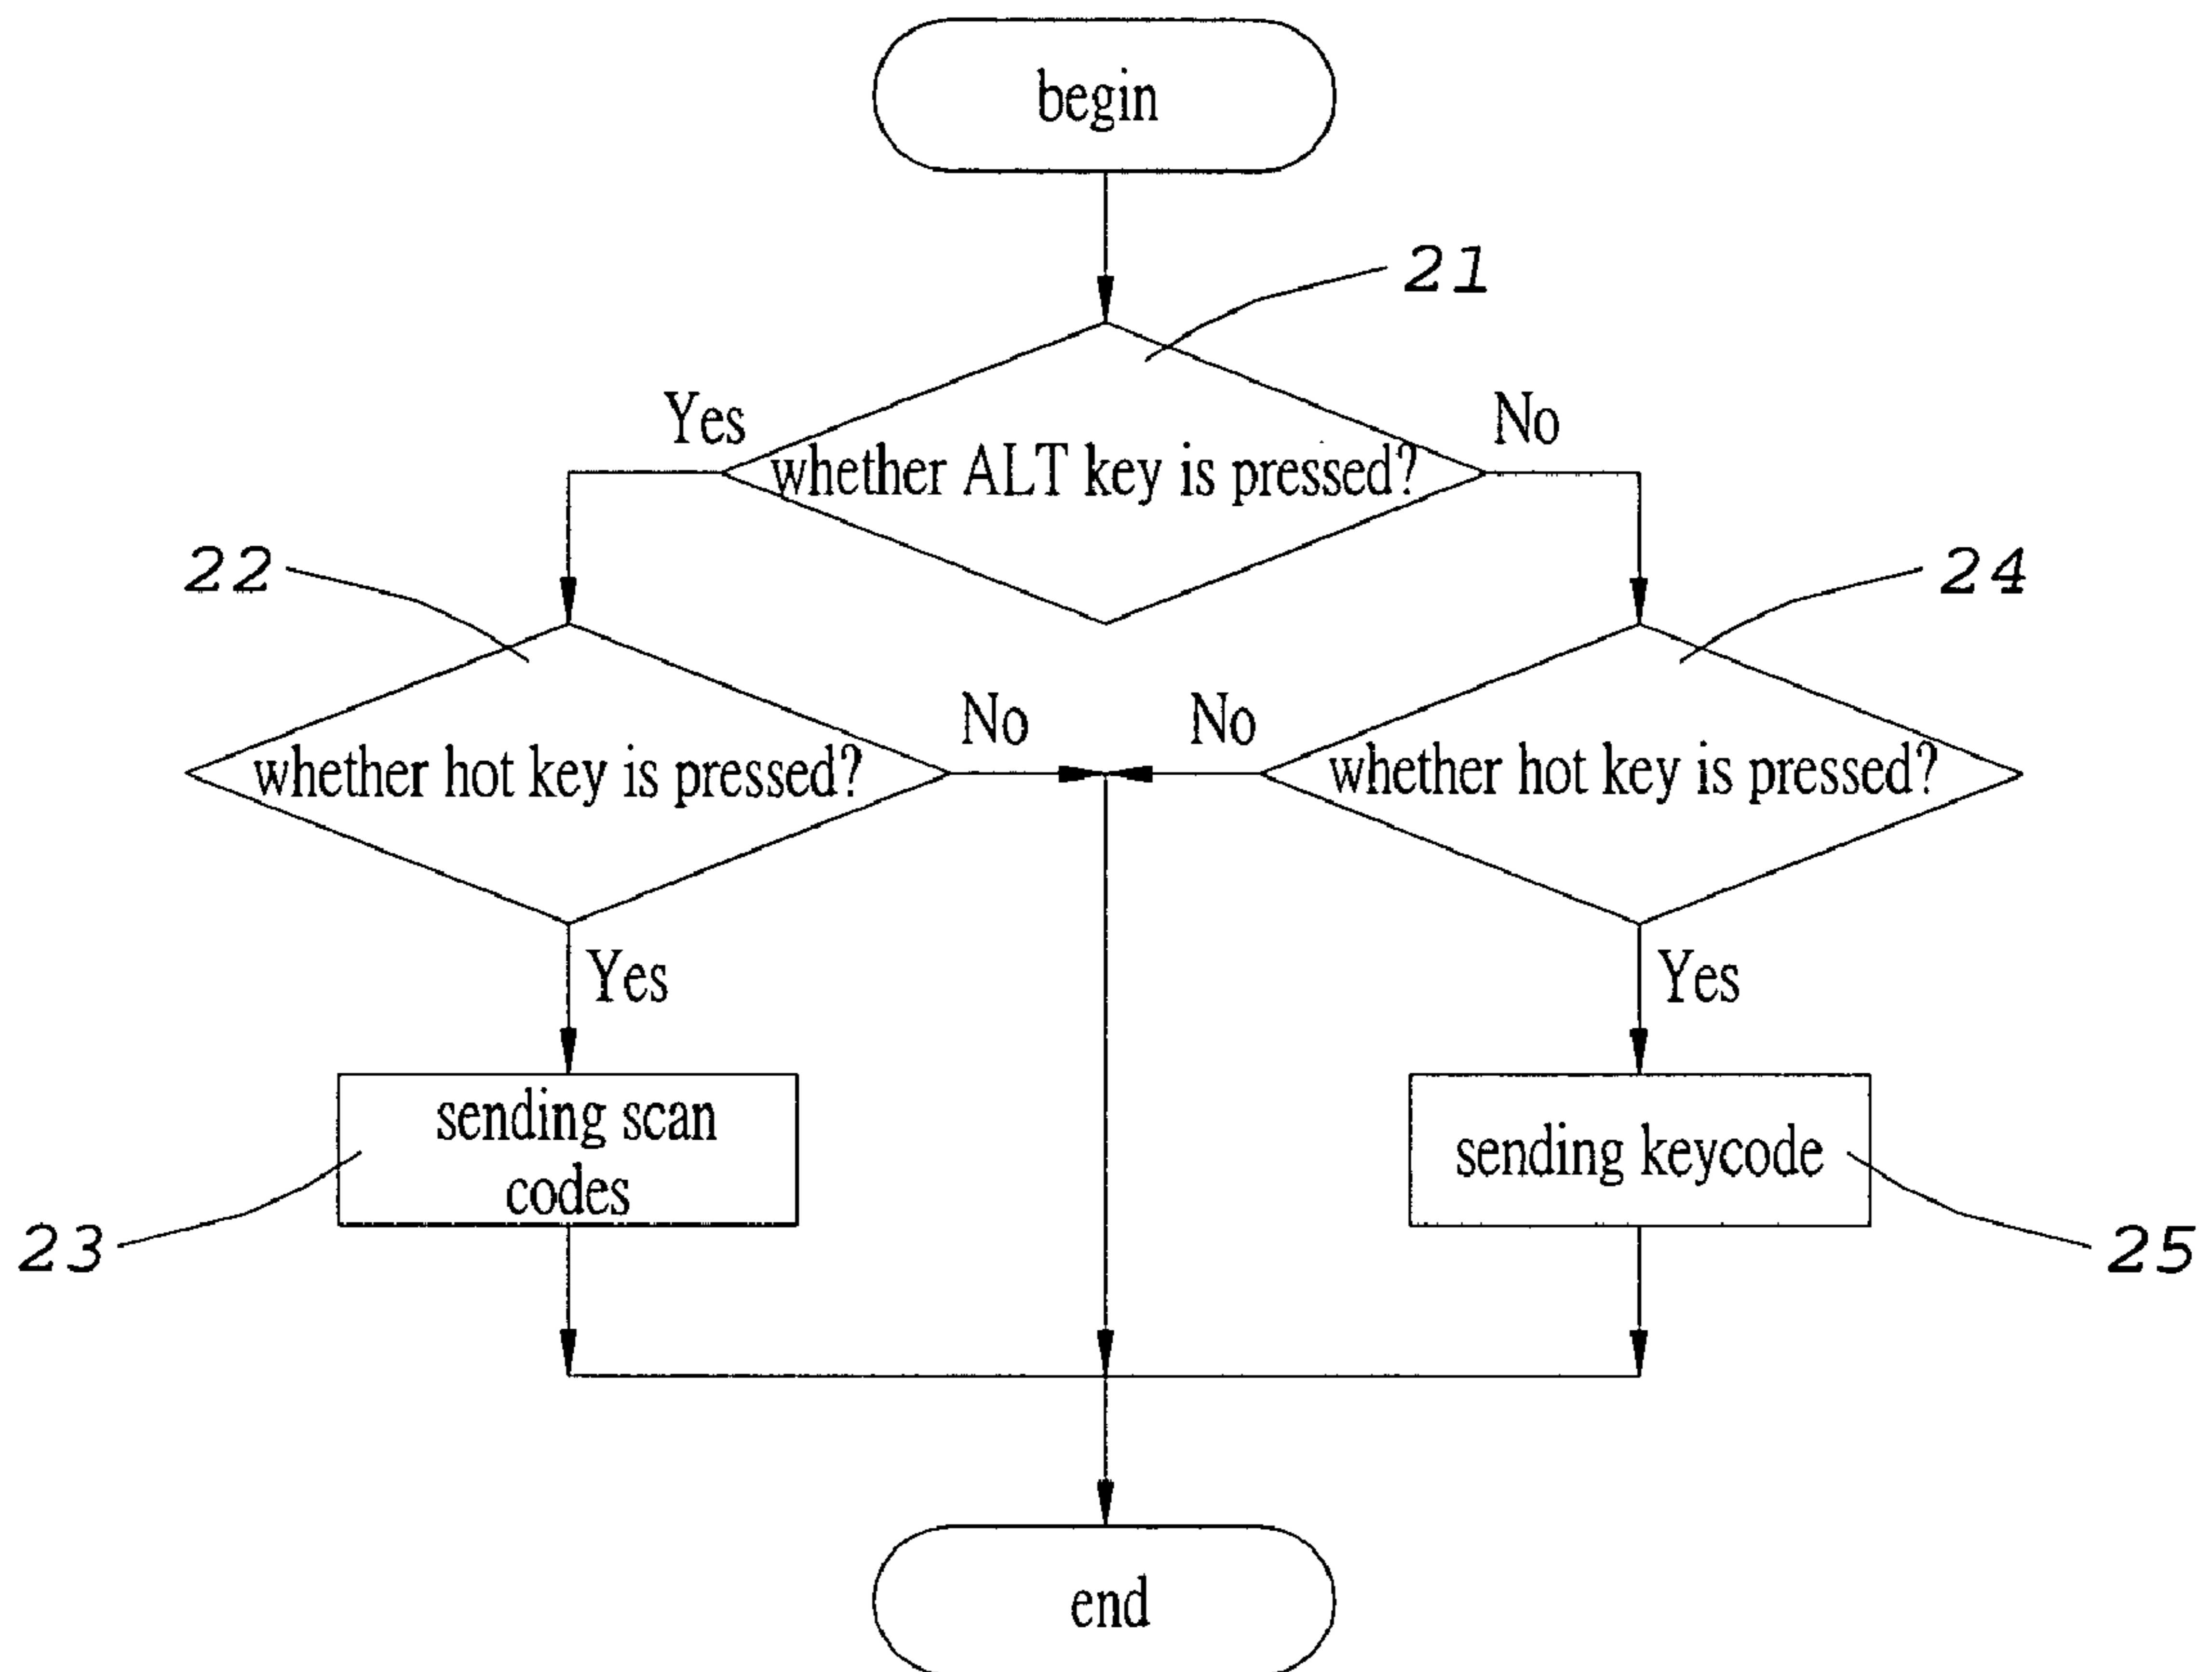 begin
21
Yes
No
whether ALT key is pressed?
22
24
No
No
whether hot key is pressed?
whether hot key is pressed?
Yes
Yes
sending scan
codes
sending keycode
23
25
end